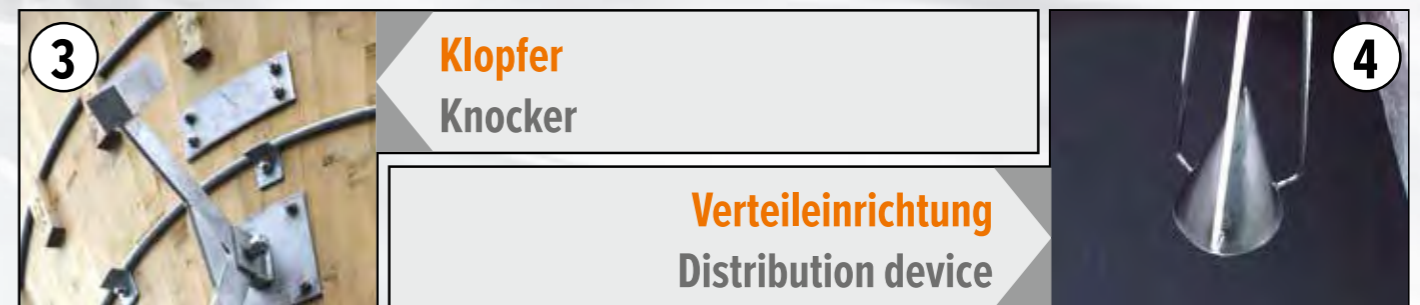 3
Klopfer
Knocker
4
Verteileinrichtung
Distribution device